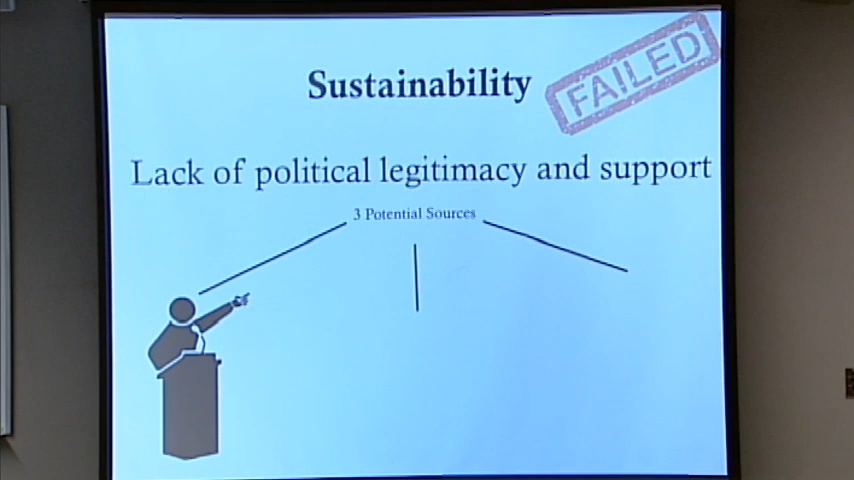 Sustainability
FAILED
Lack of political legitimacy and support
3 Potential Sources